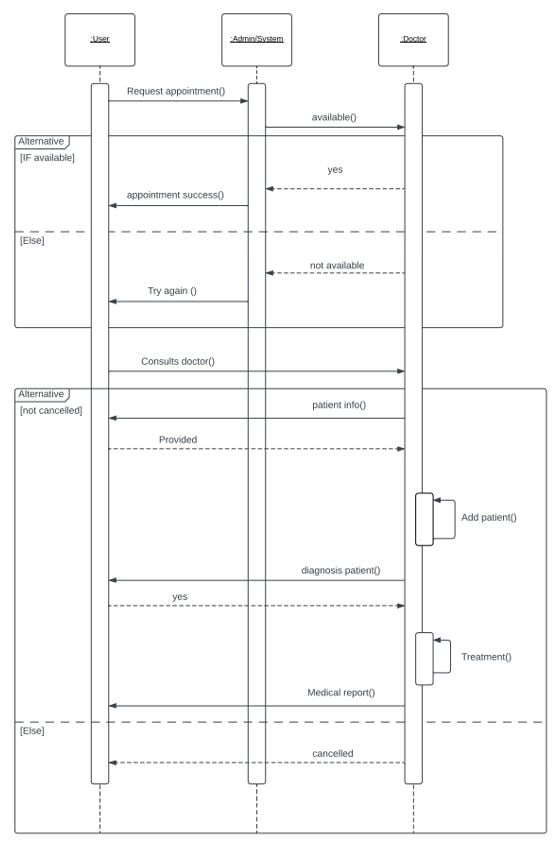 :User
:Admin/System
:Doctor
Request appointment()
available()
Alternative
[IF available]
yes
appointment success()
[Else]
not available
Try again ()
Consults doctor()
Alternative
[not cancelled]
patient info()
Provided
Add patient()
diagnosis patient()
yes
Treatment()
Medical report()
[Else]
cancelled